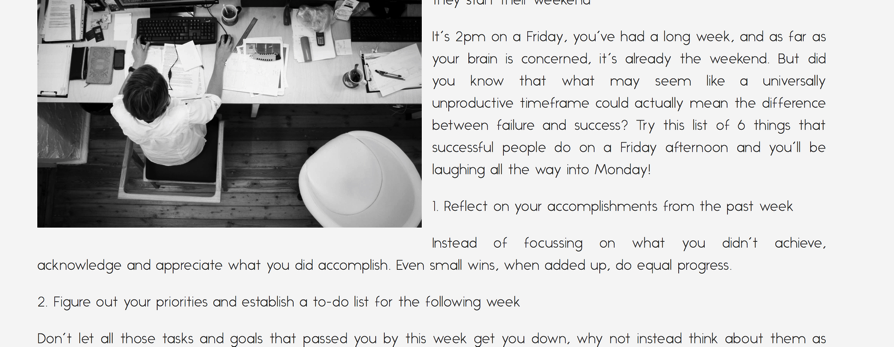 They start their weekend
It´s 2pm on a Friday, you´ve had a long week, and as far as
your brain is concerned, it´s already the weekend. But did
you know that what may seem like a universally
unproductive timeframe could actually mean the difference
between failure and success? Try this list of 6 things that
successful people do on a Friday afternoon and you´ll be
laughing all the way into Monday!
1. Reflect on your accomplishments from the past week
Instead of focussing on what you didn´t achieve,
acknowledge and appreciate what you did accomplish. Even small wins, when added up, do equal progress.
2. Figure out your priorities and establish a to-do list for the following week
Don´t let all those tasks and goals that passed you by this week get you down, why not instead think about them as